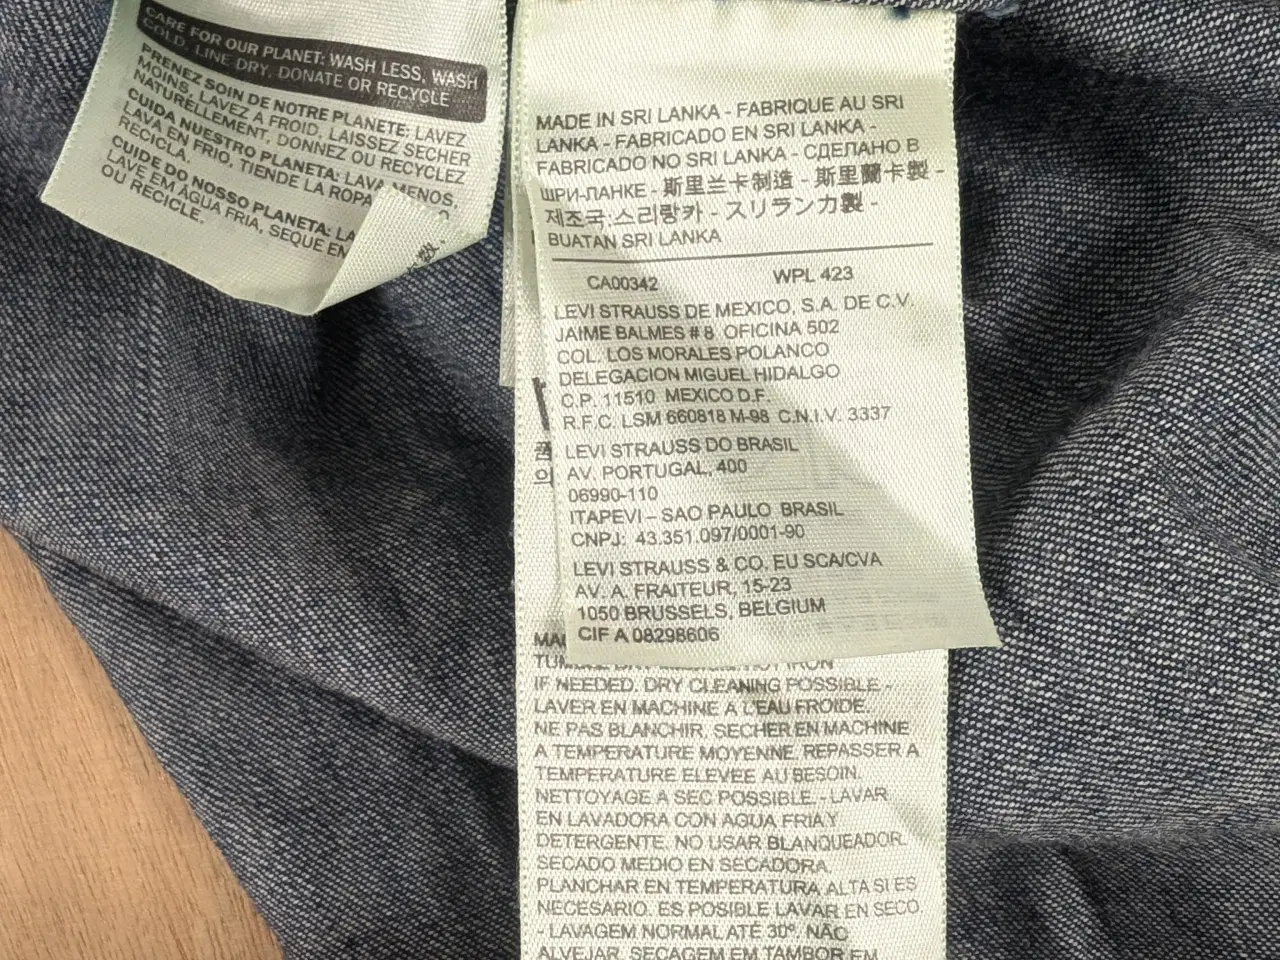 CARE FOR OUR PLANET: WASH LESS, WASH
COLD, LINE DRY, DONATE OR RECYCLE
PRENEZ SOIN DE NOTRE PLANETE: LAVEZ
MOINS, LAVEZ A FROID, LAISSEZ SECHER
NATURELLEMENT, DONNEZ OU RECYCLEZ
CUIDA NUESTRO PLANETA: LAVA MENOS,
LAVA EN FRIO, TIENDE LA ROPA
RECICLA.
CUIDE DO NOSSO PLANETA:
LAVE EM ÁGUA FRIA, SEQUE EM
OU RECICLE.
MADE IN SRI LANKA - FABRIQUE AU SRI
LANKA - FABRICADO EN SRI LANKA -
FABRICADO NO SRI LANKA - СДЕЛАНО В
ШРИ-ЛАНКЕ - 斯里兰卡制造 - 斯里蘭卡製 -
제조국:스리랑카 - スリランカ製 -
BUATAN SRI LANKA
CA00342 WPL 423
LEVI STRAUSS DE MEXICO, S.A. DE C.V.
JAIME BALMES # 8 OFICINA 502
COL. LOS MORALES POLANCO
DELEGACION MIGUEL HIDALGO
C.P. 11510 MEXICO D.F.
R.F.C. LSM 660818 M-98 C.N.I.V. 3337
LEVI STRAUSS DO BRASIL
AV. PORTUGAL, 400
06990-110
ITAPEVI – SAO PAULO BRASIL
CNPJ: 43.351.097/0001-90
LEVI STRAUSS & CO. EU SCA/CVA
AV. A. FRAITEUR, 15-23
1050 BRUSSELS, BELGIUM
CIF A 08298606
IRON
IF NEEDED. DRY CLEANING POSSIBLE -
LAVER EN MACHINE A L'EAU FROIDE.
NE PAS BLANCHIR, SECHER EN MACHINE
A TEMPERATURE MOYENNE. REPASSER A
TEMPERATURE ELEVEE AU BESOIN.
NETTOYAGE A SEC POSSIBLE. - LAVAR
EN LAVADORA CON AGUA FRIA Y
DETERGENTE. NO USAR BLANQUEADOR.
SECADO MEDIO EN SECADORA.
PLANCHAR EN TEMPERATURA ALTA SI ES
NECESARIO. ES POSIBLE LAVAR EN SECO.
- LAVAGEM NORMAL ATÉ 30º. NÃO
ALVEJAR. SECAGEM EM TAMBOR EM